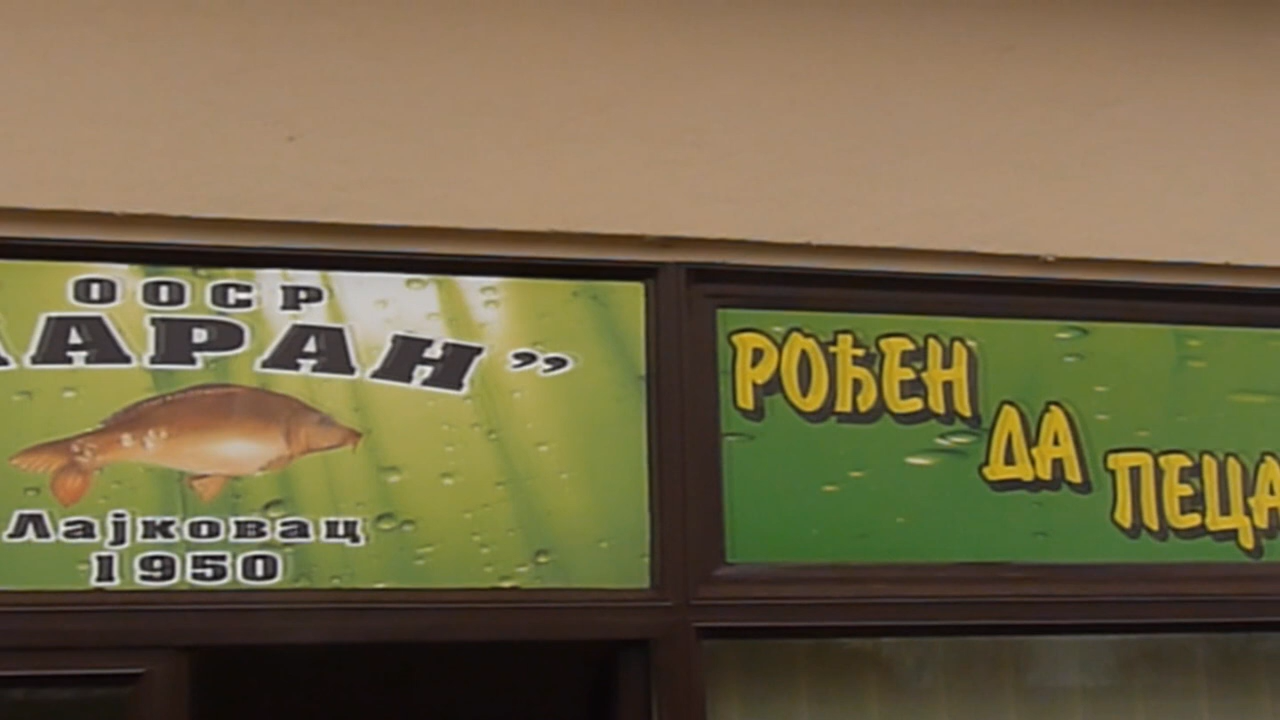 ООСР
АРАН”
Лајковац
1950
РОЂЕН
ДА
ПЕЦА